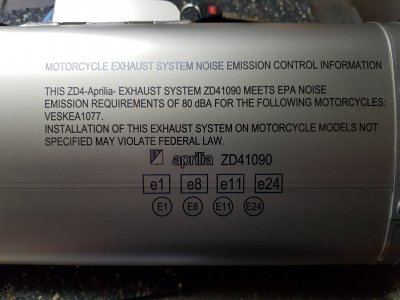 MOTORCYCLE EXHAUST SYSTEM NOISE EMISSION CONTROL INFORMATION
THIS ZD4-Aprilia- EXHAUST SYSTEM ZD41090 MEETS EPA NOISE
EMISSION REQUIREMENTS OF 80 dBA FOR THE FOLLOWING MOTORCYCLES:
VESKEA1077.
INSTALLATION OF THIS EXHAUST SYSTEM ON MOTORCYCLE MODELS NOT
SPECIFIED MAY VIOLATE FEDERAL LAW.
aprilia ZD41090
e1 e8 e11 e24
E1 E8 E11 E24